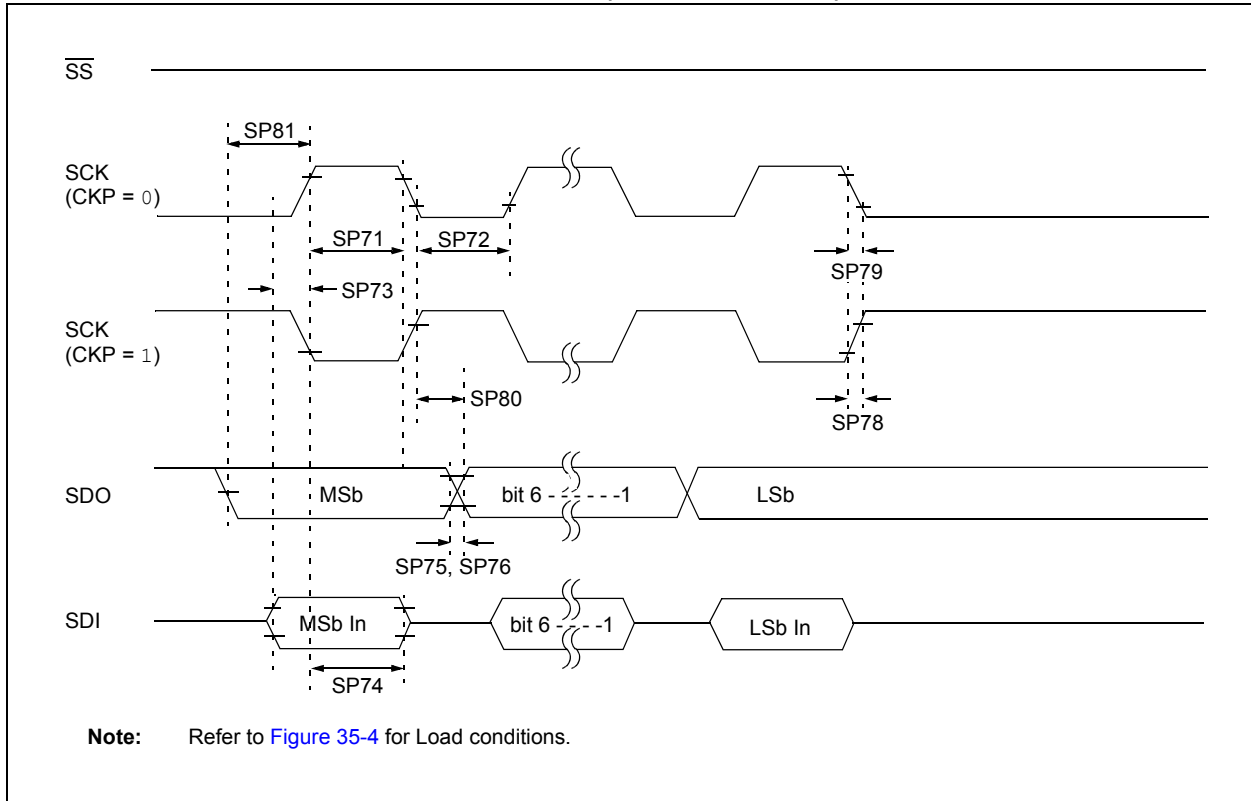 SS
SP81
SCK
(CKP = 0)
SP71
SP72
SP79
SP73
SCK
(CKP = 1)
SP80
SP78
SDO
MSb
bit 6 - - - - - -1
LSb
SP75, SP76
SDI
MSb In
bit 6 - - - -1
LSb In
SP74
Note: Refer to Figure 35-4 for Load conditions.